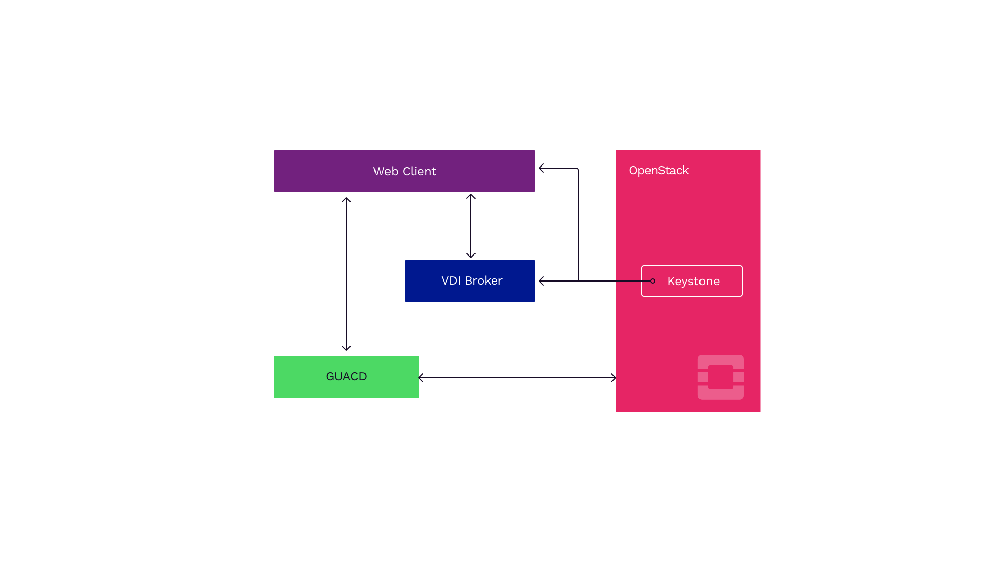 Web Client
OpenStack
VDI Broker
Keystone
GUACD